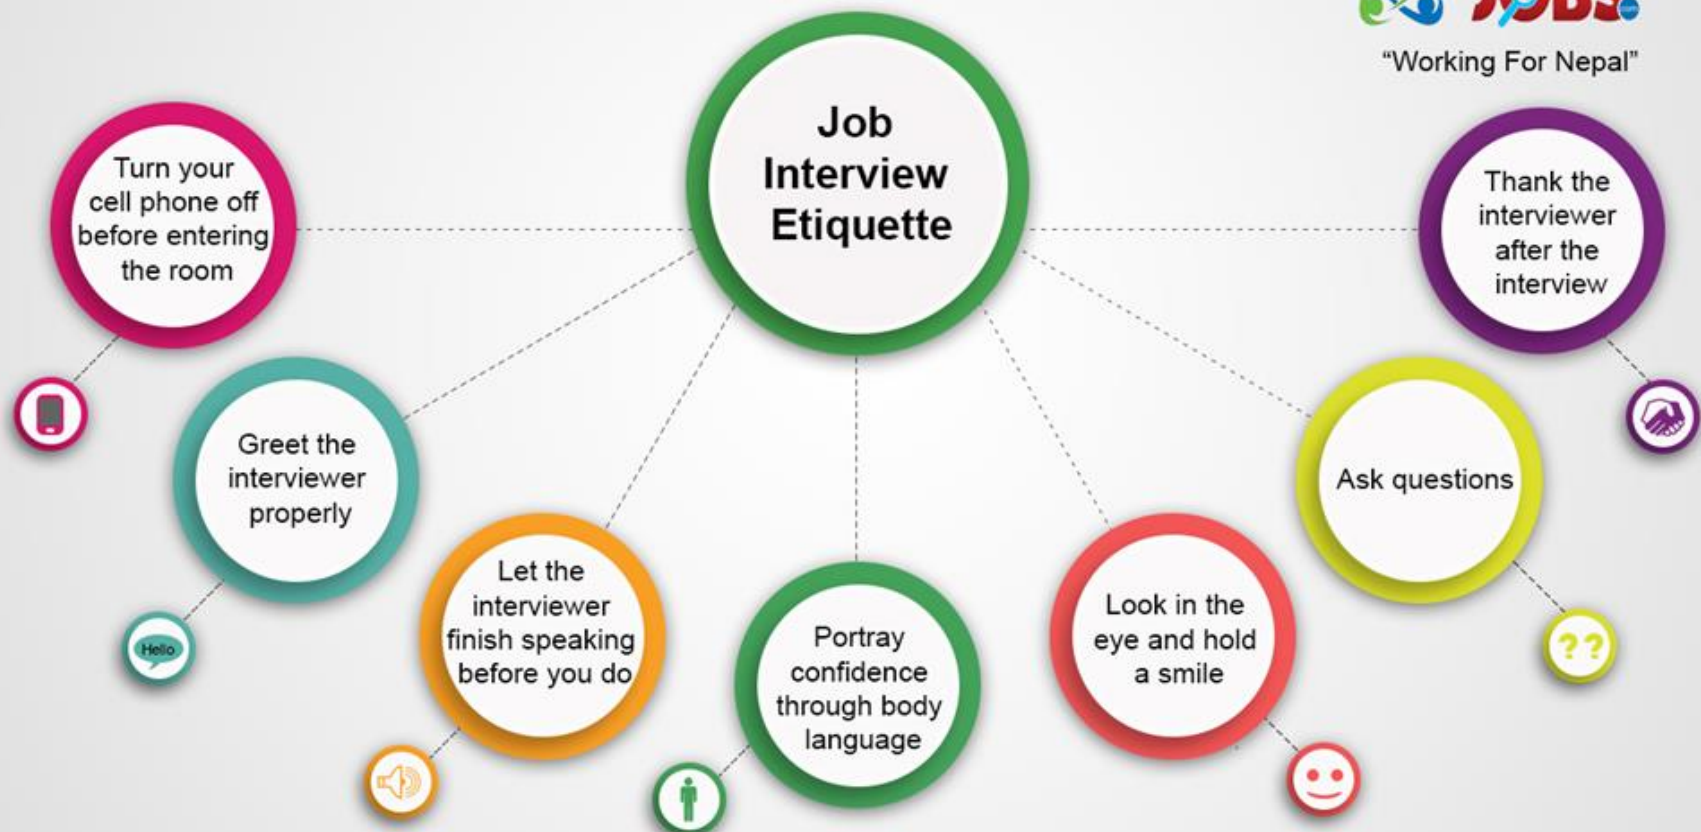 JOBS
.com
“Working For Nepal”
Job
Interview
Etiquette
Turn your
cell phone off
before entering
the room
Greet the
interviewer
properly
Hello
Let the
interviewer
finish speaking
before you do
Portray
confidence
through body
language
Look in the
eye and hold
a smile
Ask questions
??
Thank the
interviewer
after the
interview